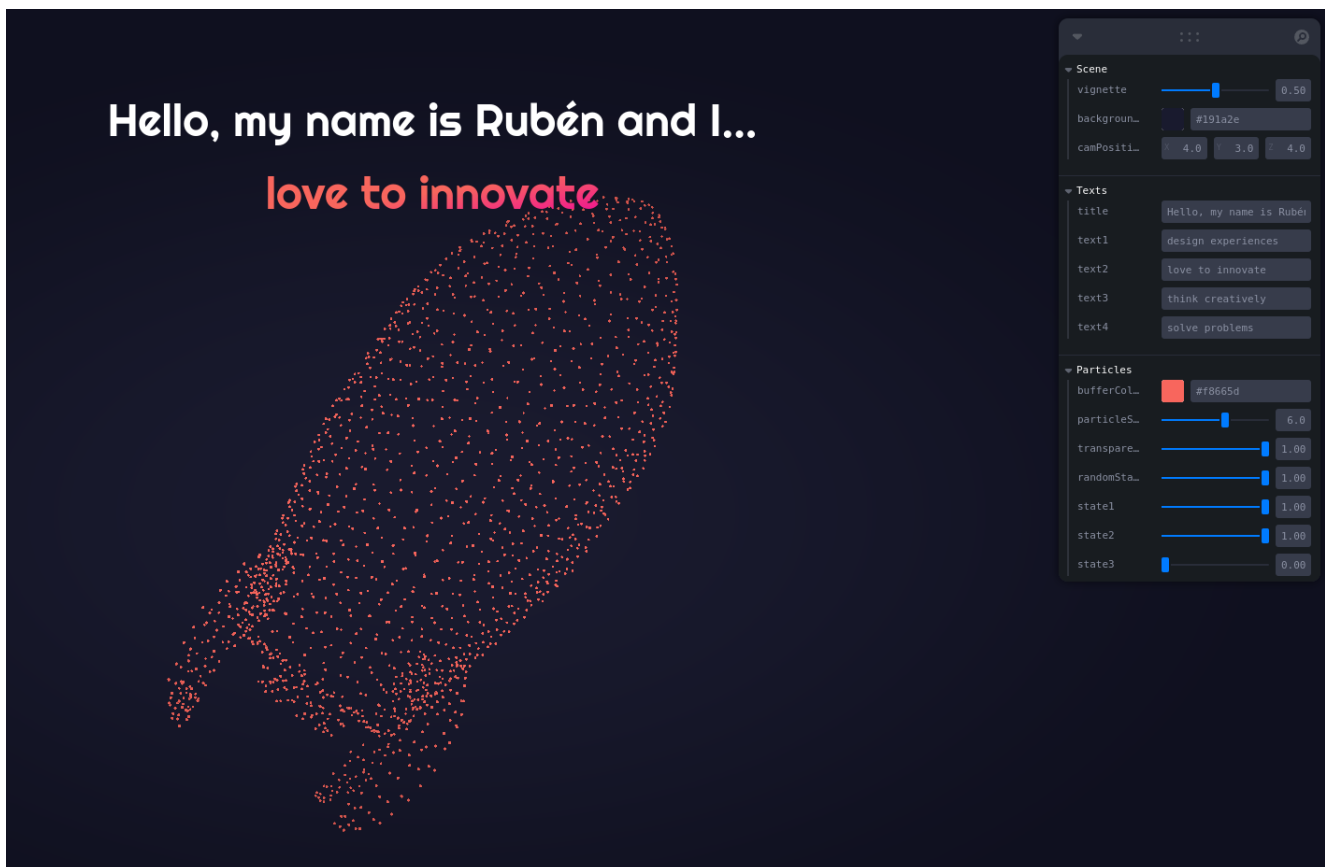 Hello, my name is Rubén and I...
love to innovate
Scene
vignette 0.50
backgroun… #191a2e
camPositi… X 4.0 Y 3.0 Z 4.0
Texts
title Hello, my name is Rubé
text1 design experiences
text2 love to innovate
text3 think creatively
text4 solve problems
Particles
bufferCol… #f8665d
particleS… 6.0
transpare… 1.00
randomSta… 1.00
state1 1.00
state2 1.00
state3 0.00